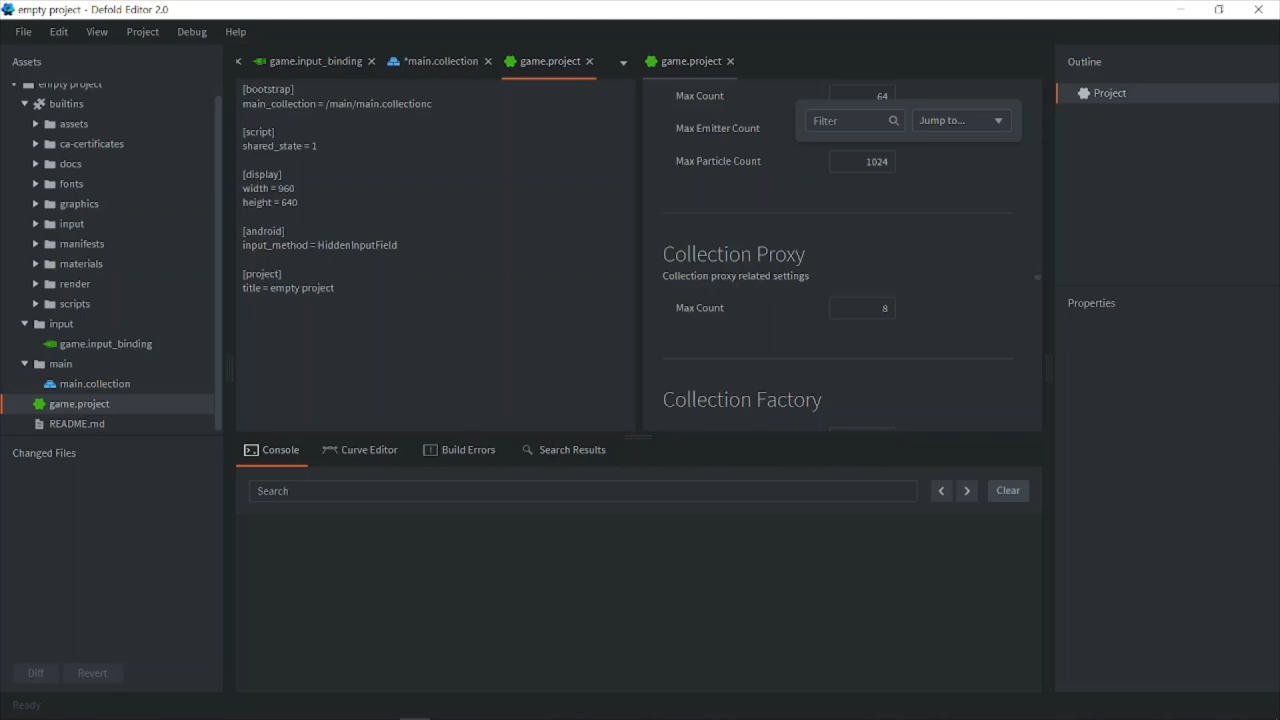 empty project - Defold Editor 2.0
File Edit View Project Debug Help
Assets
empty project
builtins
assets
ca-certificates
docs
fonts
graphics
input
manifests
materials
render
scripts
input
game.input_binding
main
main.collection
game.project
README.md
Changed Files
Diff Revert
Ready
game.input_binding *main.collection game.project
[bootstrap]
main_collection = /main/main.collectionc
[script]
shared_state = 1
[display]
width = 960
height = 640
[android]
input_method = HiddenInputField
[project]
title = empty project
game.project
Max Count 64
Filter Jump to...
Max Emitter Count
Max Particle Count 1024
Collection Proxy
Collection proxy related settings
Max Count 8
Collection Factory
Console Curve Editor Build Errors Search Results
Search Clear
Outline
Project
Properties